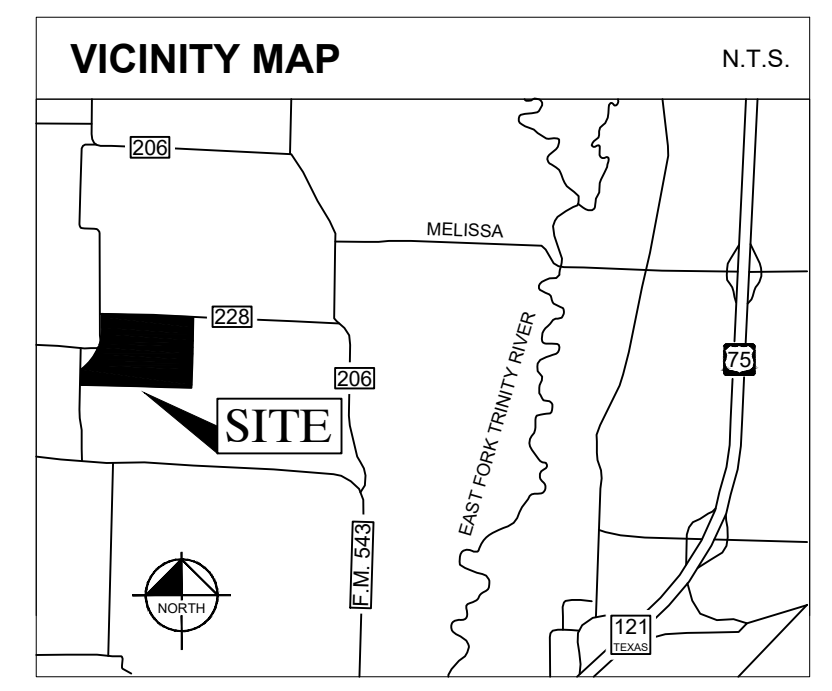 VICINITY MAP
N.T.S.
206
MELISSA
228
75
206
EAST FORK TRINITY RIVER
SITE
F.M. 543
NORTH
121
TEXAS